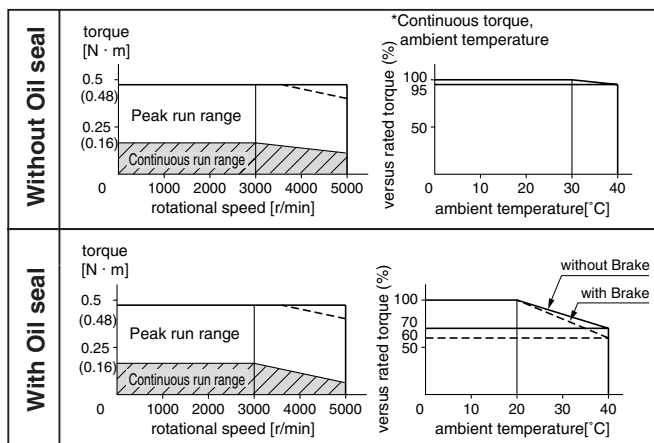 Without Oil seal
torque
[N · m]
0.5
(0.48)
0.25
(0.16)
Peak run range
Continuous run range
0 1000 2000 3000 4000 5000
rotational speed [r/min]
*Continuous torque,
ambient temperature
versus rated torque (%)
100
95
50
0 10 20 30 40
ambient temperature[˚C]
With Oil seal
torque
[N · m]
0.5
(0.48)
0.25
(0.16)
Peak run range
Continuous run range
0 1000 2000 3000 4000 5000
rotational speed [r/min]
versus rated torque (%)
without Brake
with Brake
100
70
60
50
0 10 20 30 40
ambient temperature[˚C]